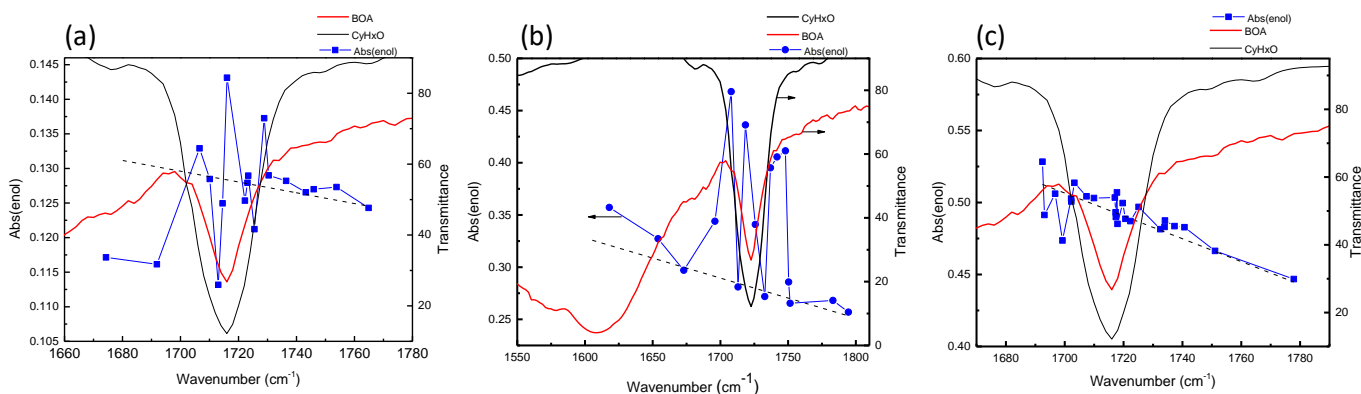 (a)
BOA
CyHxO
Abs(enol)
0.145
0.140
0.135
0.130
0.125
0.120
0.115
0.110
0.105
Abs(enol)
80
60
40
20
Transmittance
1660 1680 1700 1720 1740 1760 1780
Wavenumber (cm-1)
(b)
CyHxO
BOA
Abs(enol)
0.50
0.45
0.40
0.35
0.30
0.25
Abs(enol)
80
60
40
20
0
Transmittance
1550 1600 1650 1700 1750 1800
Wavenumber (cm-1)
(c)
Abs(enol)
BOA
CyHxO
0.60
0.55
0.50
0.45
0.40
Abs(enol)
80
60
40
20
Transmittance
1680 1700 1720 1740 1760 1780
Wavenumber (cm-1)